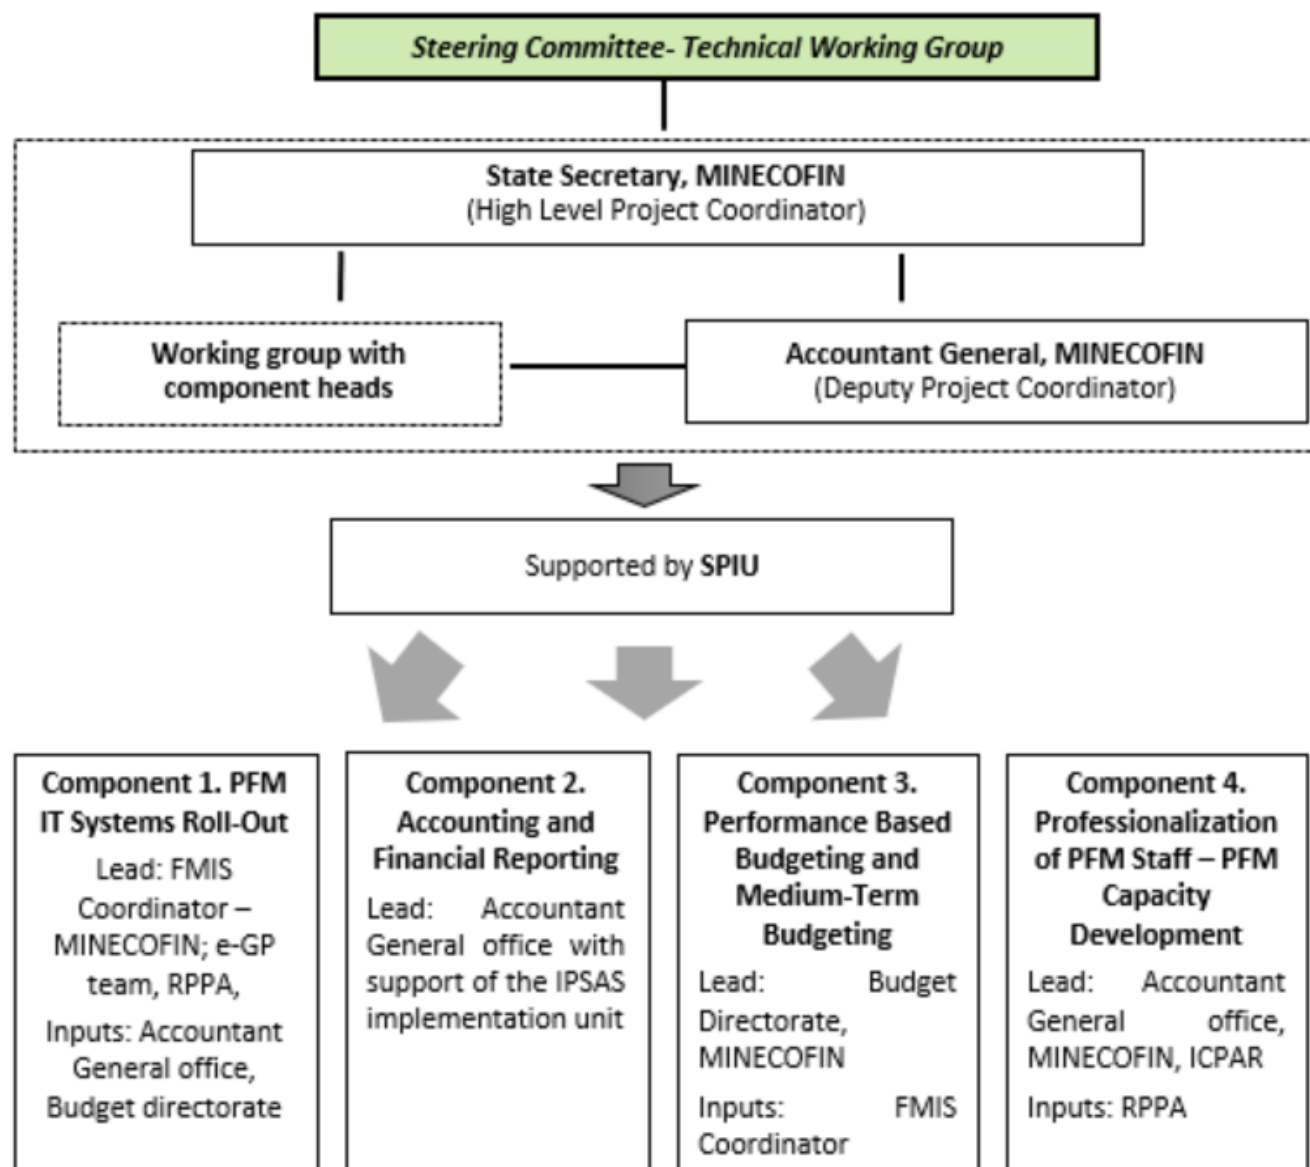 Steering Committee- Technical Working Group
State Secretary, MINECOFIN
(High Level Project Coordinator)
Working group with
component heads
Accountant General, MINECOFIN
(Deputy Project Coordinator)
Supported by SPIU
Component 1. PFM
IT Systems Roll-Out
Lead: FMIS
Coordinator –
MINECOFIN; e-GP
team, RPPA,
Inputs: Accountant
General office,
Budget directorate
Component 2.
Accounting and
Financial Reporting
Lead: Accountant
General office with
support of the IPSAS
implementation unit
Component 3.
Performance Based
Budgeting and
Medium-Term
Budgeting
Lead: Budget
Directorate,
MINECOFIN
Inputs: FMIS
Coordinator
Component 4.
Professionalization
of PFM Staff – PFM
Capacity
Development
Lead: Accountant
General office,
MINECOFIN, ICPAR
Inputs: RPPA